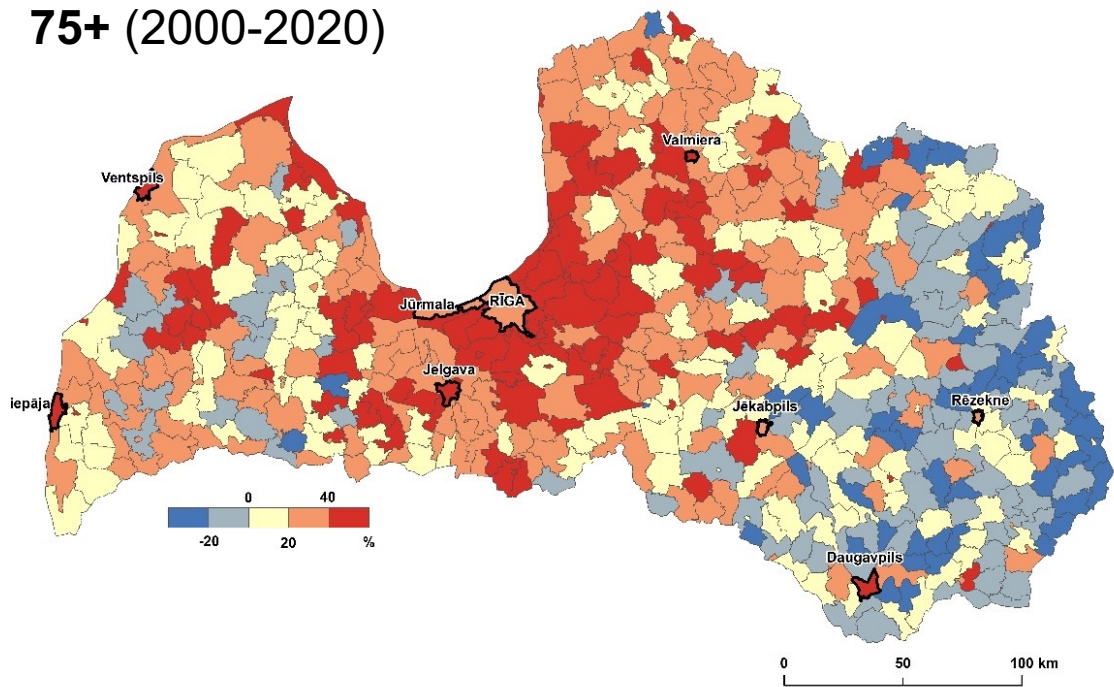 75+ (2000-2020)
Valmiera
Ventspils
Jūrmala
RĪGA
Jelgava
iepāja
Jēkabpils
Rēzekne
0 40
-20 20 %
Daugavpils
0 50 100 km